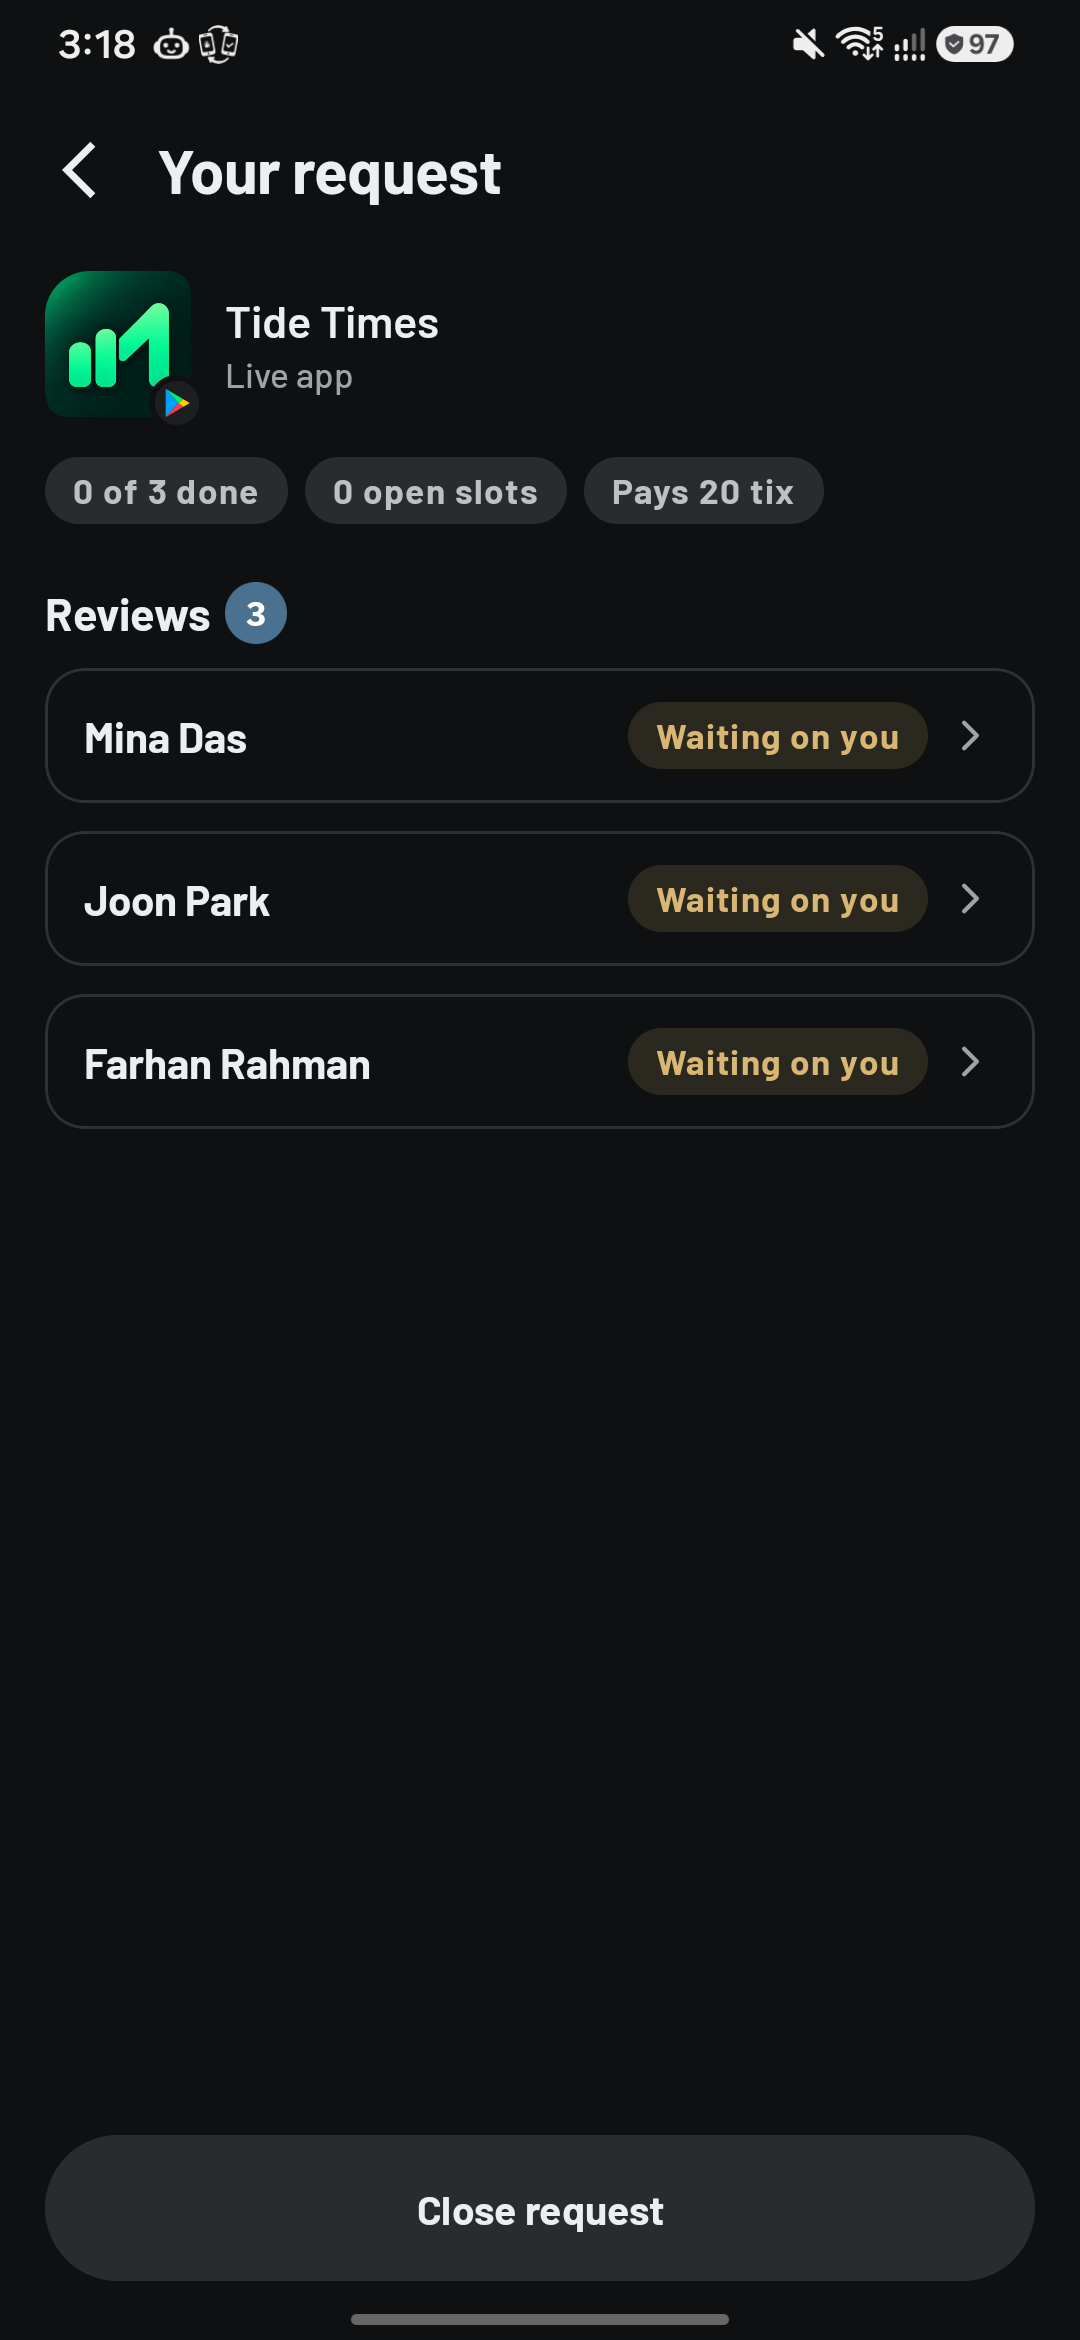 3:18
5
97
Your request
Tide Times
Live app
0 of 3 done
0 open slots
Pays 20 tix
Reviews 3
Mina Das
Waiting on you
Joon Park
Waiting on you
Farhan Rahman
Waiting on you
Close request